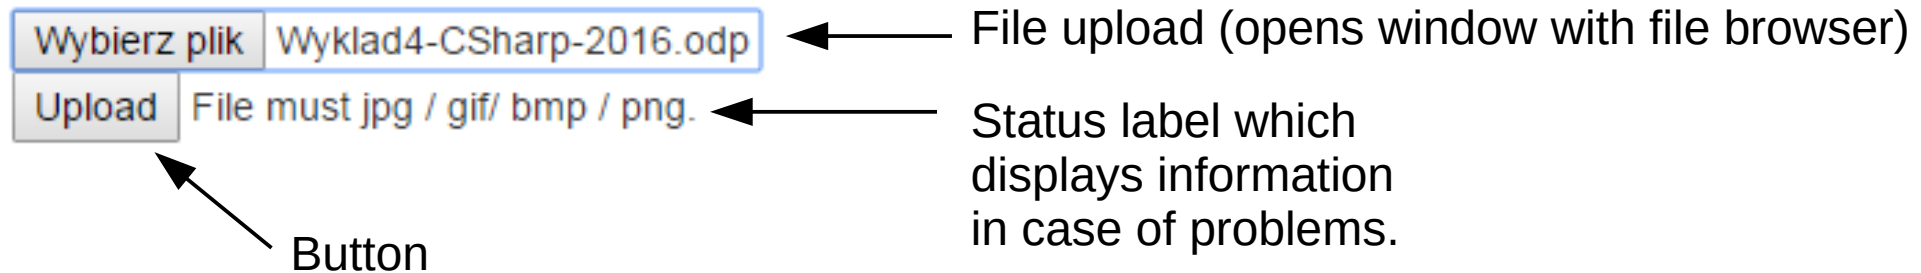 Wybierz plik Wyklad4-CSharp-2016.odp
File upload (opens window with file browser)
Upload File must jpg / gif/ bmp / png.
Status label which
displays information
in case of problems.
Button